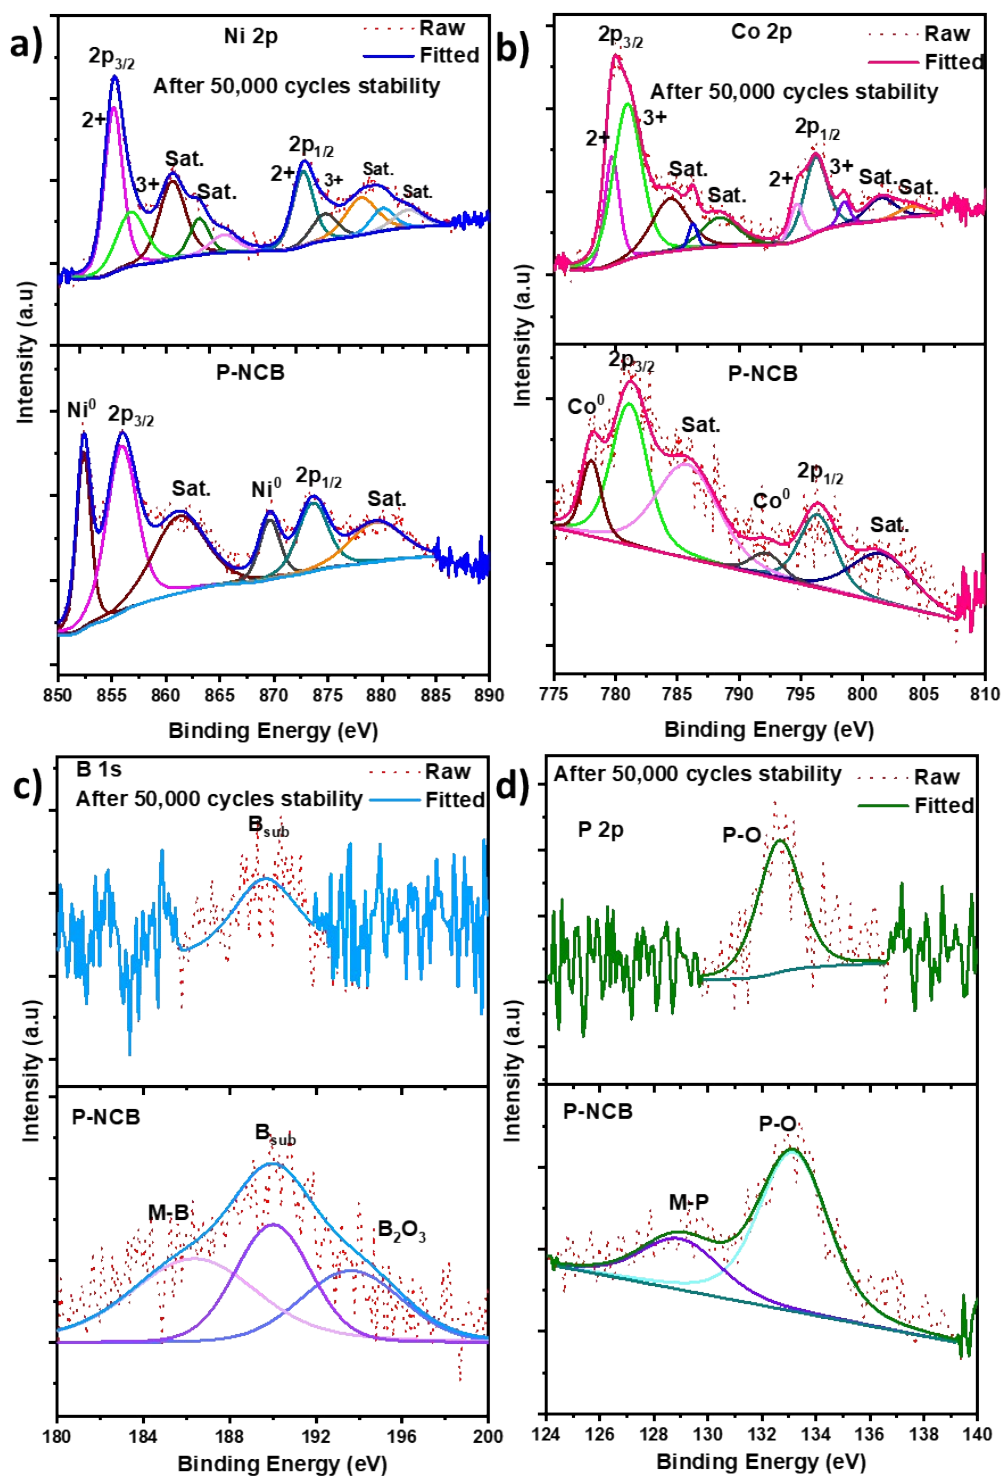 a)
Ni 2p
Raw
Fitted
2p3/2
After 50,000 cycles stability
2+
3+
Sat.
Sat.
2p1/2
2+
3+
Sat.
Sat.
P-NCB
Ni0
2p3/2
Sat.
Ni0
2p1/2
Sat.
Intensity (a.u)
850 855 860 865 870 875 880 885 890
Binding Energy (eV)
b)
Co 2p
Raw
Fitted
2p3/2
After 50,000 cycles stability
2+
3+
Sat.
Sat.
2p1/2
2+
3+
Sat.
Sat.
P-NCB
Co0
2p3/2
Sat.
Co0
2p1/2
Sat.
Intensity (a.u)
775 780 785 790 795 800 805 810
Binding Energy (eV)
c)
B 1s
Raw
After 50,000 cycles stability
Fitted
Bsub
P-NCB
Bsub
M-B
B2O3
Intensity (a.u)
180 184 186 190 192 196 200
Binding Energy (eV)
d)
After 50,000 cycles stability
Raw
Fitted
P 2p
P-O
P-NCB
P-O
M-P
Intensity (a.u)
124 126 128 130 132 134 136 138 140
Binding Energy (eV)